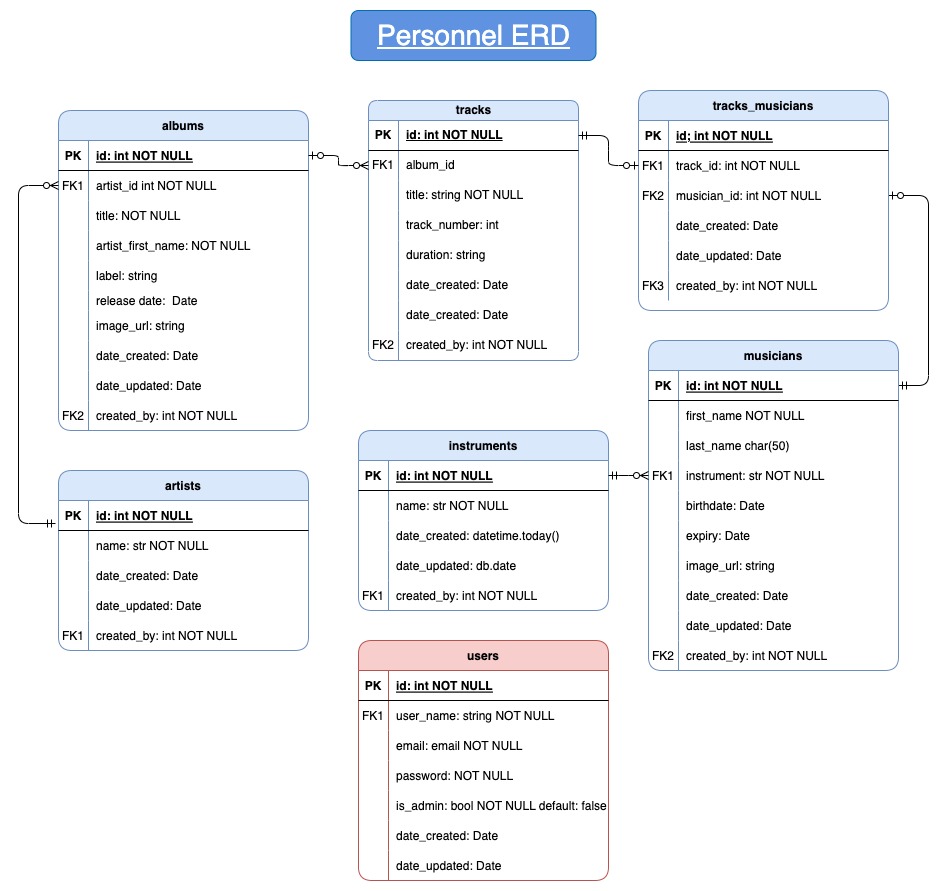 Personnel ERD
albums
PK id: int NOT NULL
FK1 artist_id int NOT NULL
title: NOT NULL
artist_first_name: NOT NULL
label: string
release date:  Date
image_url: string
date_created: Date
date_updated: Date
FK2 created_by: int NOT NULL
tracks
PK id: int NOT NULL
FK1 album_id
title: string NOT NULL
track_number: int
duration: string
date_created: Date
date_created: Date
FK2 created_by: int NOT NULL
tracks_musicians
PK id; int NOT NULL
FK1 track_id: int NOT NULL
FK2 musician_id: int NOT NULL
date_created: Date
date_updated: Date
FK3 created_by: int NOT NULL
musicians
PK id: int NOT NULL
first_name NOT NULL
last_name char(50)
FK1 instrument: str NOT NULL
birthdate: Date
expiry: Date
image_url: string
date_created: Date
date_updated: Date
FK2 created_by: int NOT NULL
instruments
PK id: int NOT NULL
name: str NOT NULL
date_created: datetime.today()
date_updated: db.date
FK1 created_by: int NOT NULL
artists
PK id: int NOT NULL
name: str NOT NULL
date_created: Date
date_updated: Date
FK1 created_by: int NOT NULL
users
PK id: int NOT NULL
FK1 user_name: string NOT NULL
email: email NOT NULL
password: NOT NULL
is_admin: bool NOT NULL default: false
date_created: Date
date_updated: Date